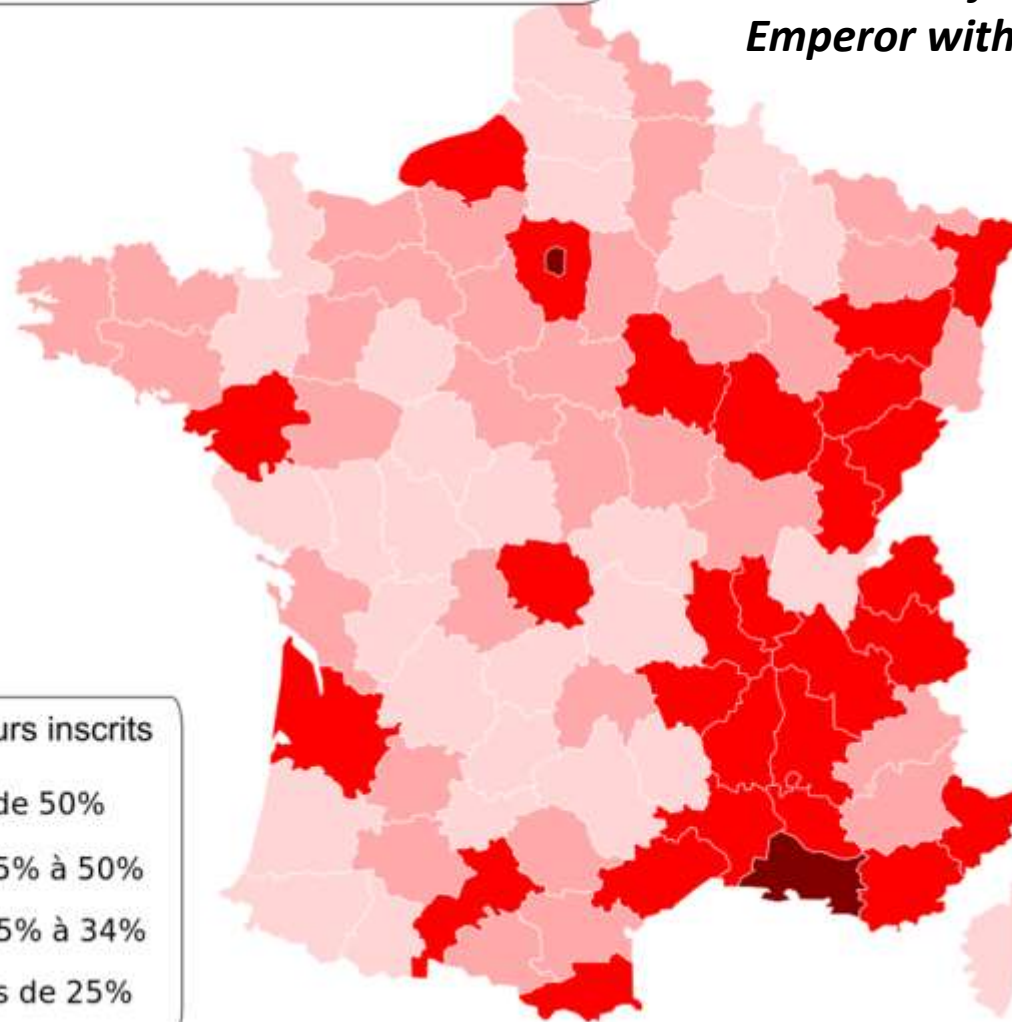 Emperor with
urs inscrits
de 50%
5% à 50%
5% à 34%
s de 25%